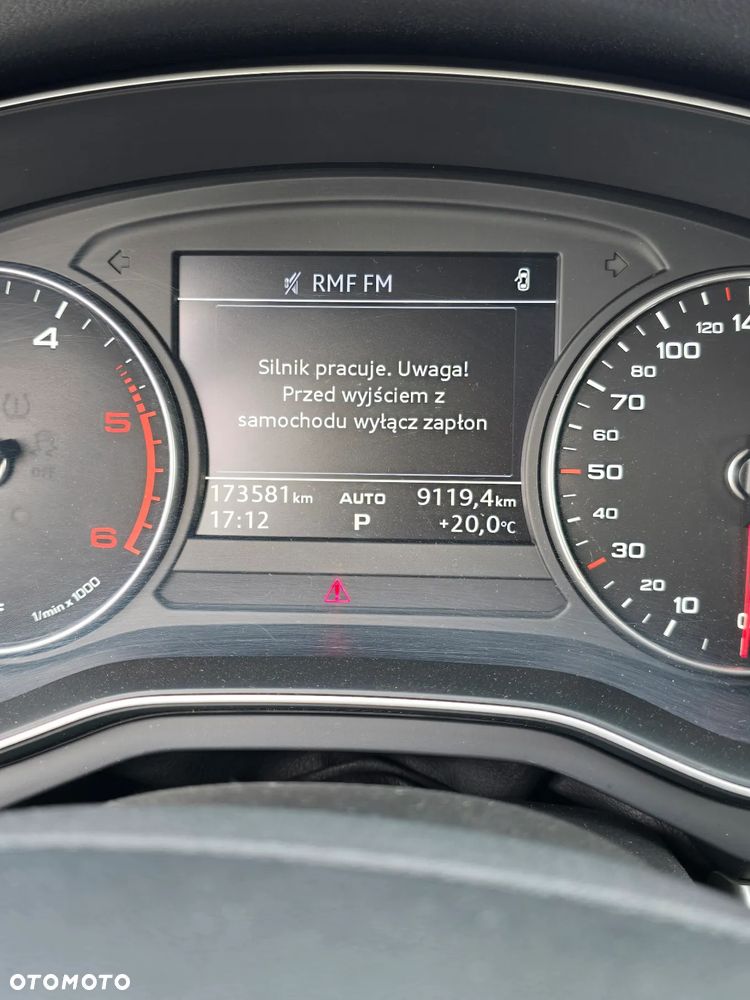 RMF FM
Silnik pracuje. Uwaga!
Przed wyjściem z
samochodu wyłącz zapłon
173581km AUTO 9119,4km
17:12 P +20,0°C
4
5
6
1/min x 1000
OFF
120
100
80
70
60
50
40
30
20
10
OTOMOTO